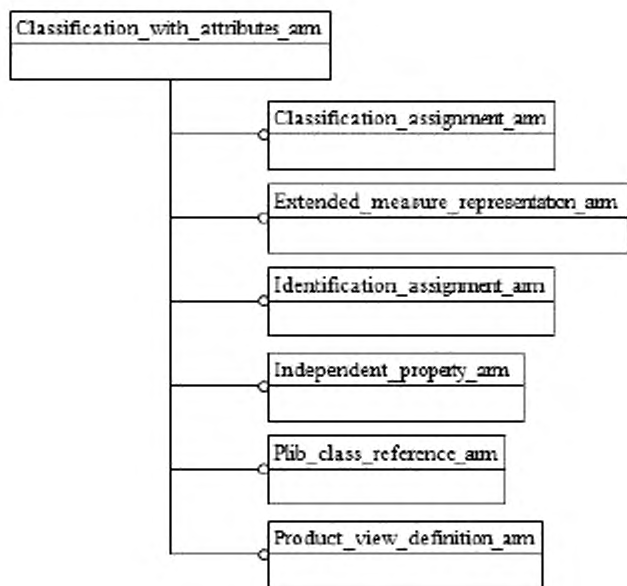 Classification_with_attributes_arm
Classification_assignment_arm
Extended_measure_representation_arm
Identification_assignment_arm
Independent_property_arm
Plib_class_reference_arm
Product_view_definition_arm